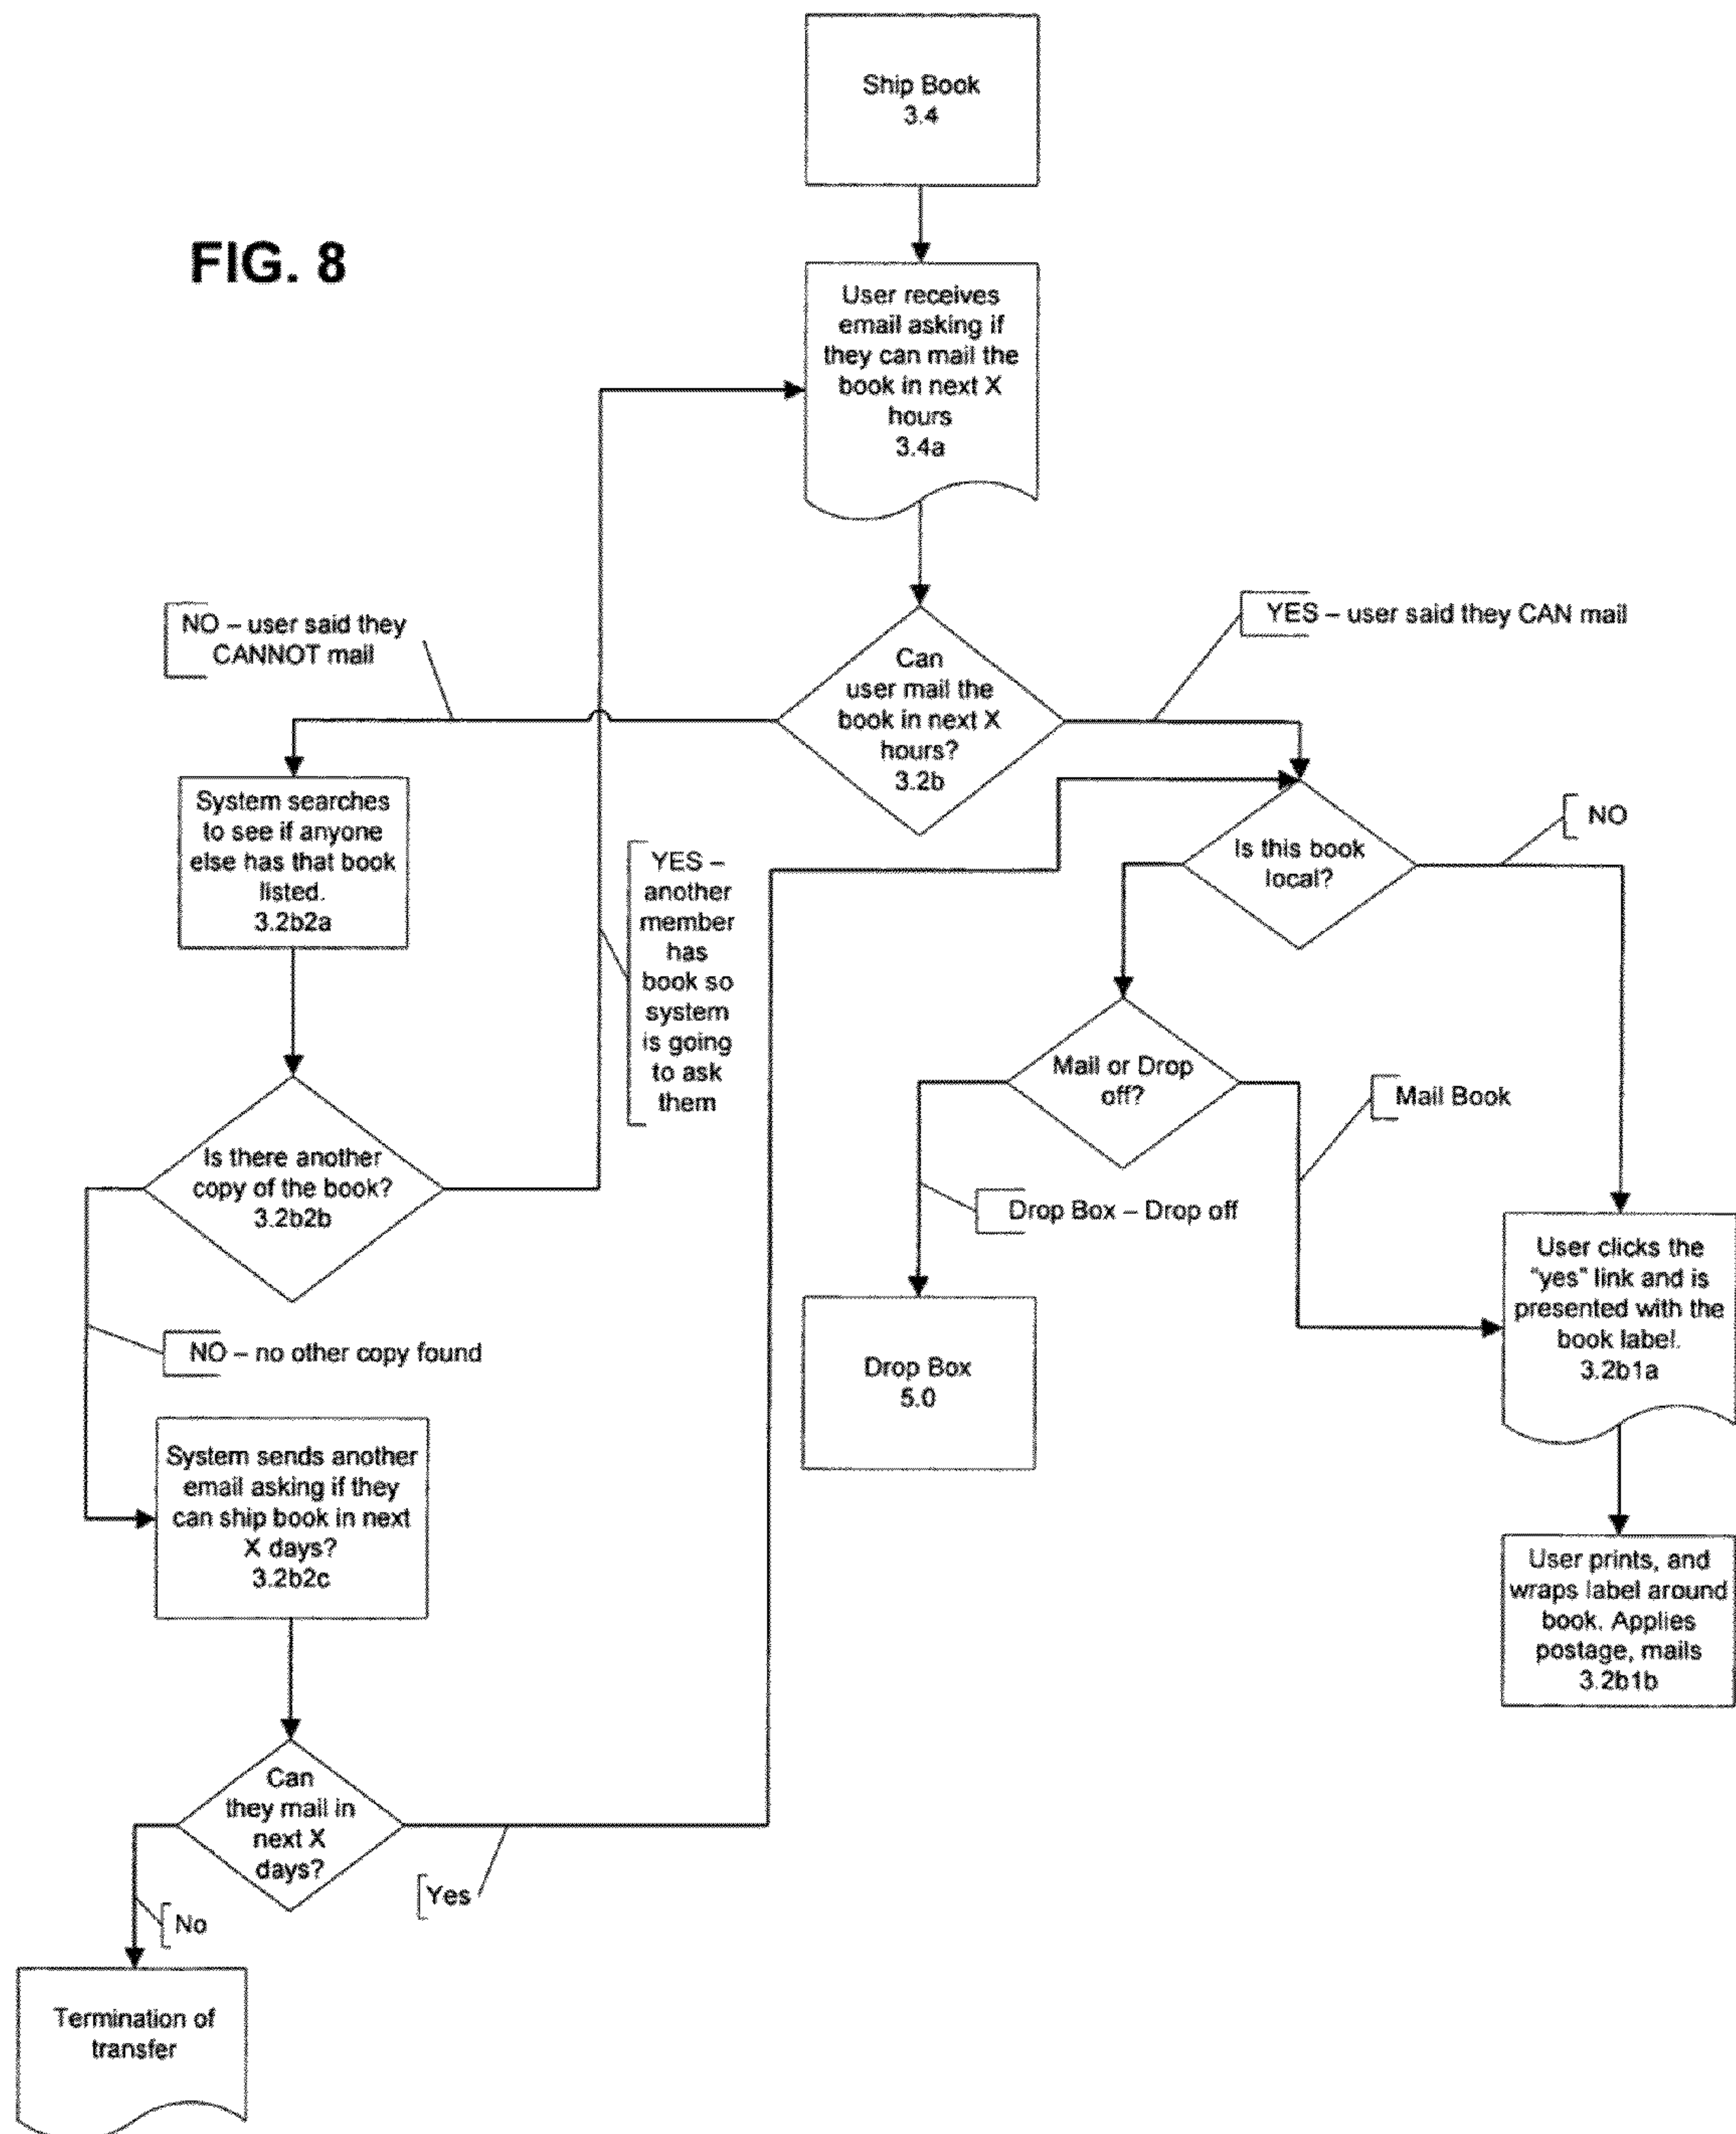 Ship Book
3.4
FIG. 8
User receives
email asking if
they can mail the
book in next X
hours
3.4a
NO – user said they
CANNOT mail
YES – user said they CAN mail
Can
user mail the
book in next X
hours?
3.2b
System searches
to see if anyone
else has that book
listed.
3.2b2a
YES –
another
member
has
book so
system
is going
to ask
them
NO
Is this book
local?
Mail or Drop
off?
Mail Book
Is there another
copy of the book?
3.2b2b
Drop Box – Drop off
User clicks the
"yes" link and is
presented with the
book label.
3.2b1a
NO – no other copy found
Drop Box
5.0
System sends another
email asking if they
can ship book in next
X days?
3.2b2c
User prints, and
wraps label around
book. Applies
postage, mails
3.2b1b
Can
they mail in
next X
days?
Yes
No
Termination of
transfer